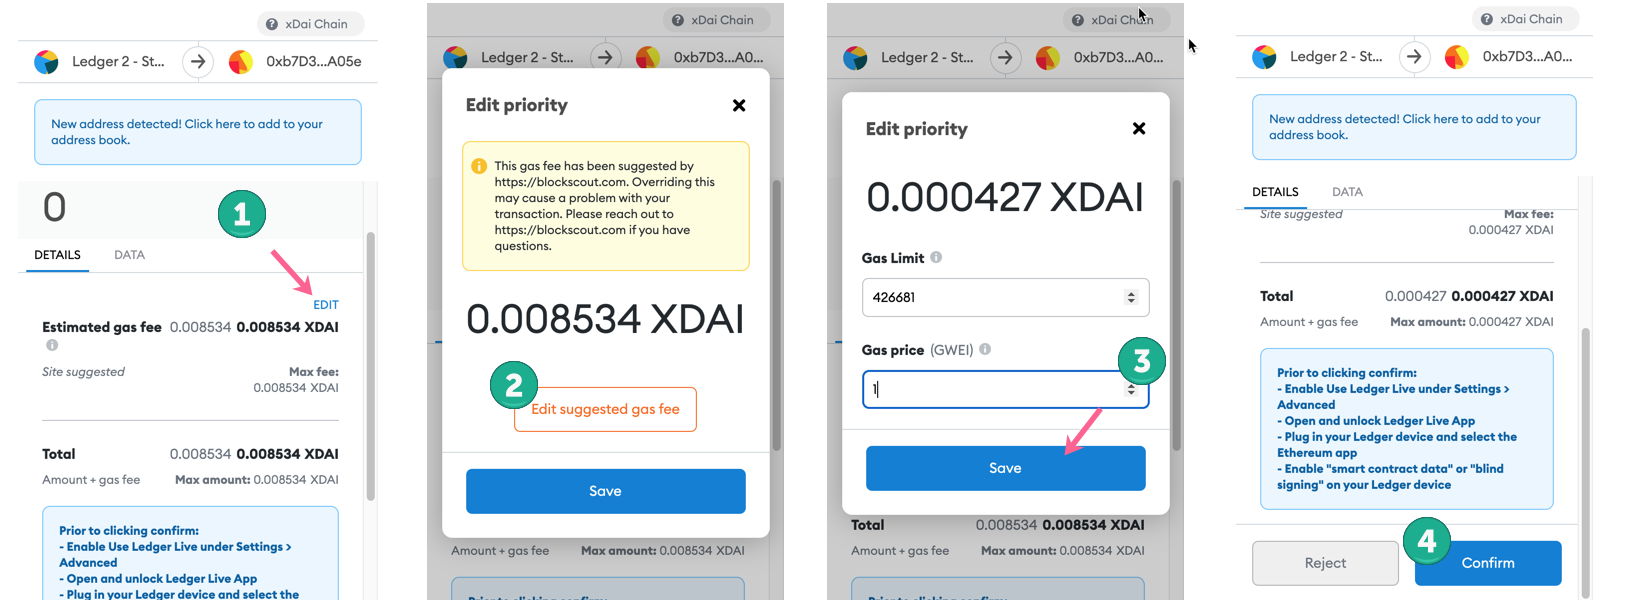 xDai Chain
Ledger 2 - St...
0xb7D3...A05e
New address detected! Click here to add to your
address book.
0
1
DETAILS
DATA
EDIT
Estimated gas fee 0.008534 0.008534 XDAI
Site suggested
Max fee:
0.008534 XDAI
Total 0.008534 0.008534 XDAI
Amount + gas fee Max amount: 0.008534 XDAI
Prior to clicking confirm:
- Enable Use Ledger Live under Settings >
Advanced
- Open and unlock Ledger Live App
- Plug in your Ledger device and select the
xDai Chain
Ledger 2 - St...
0xb7D3...A0...
Edit priority
This gas fee has been suggested by
https://blockscout.com. Overriding this
may cause a problem with your
transaction. Please reach out to
https://blockscout.com if you have
questions.
0.008534 XDAI
2
Edit suggested gas fee
Save
Amount + gas fee Max amount: 0.008534 XDAI
xDai Chain
Ledger 2 - St...
0xb7D3...A0...
Edit priority
0.000427 XDAI
Gas Limit
426681
Gas price (GWEI)
3
1
Save
Total 0.008534 0.008534 XDAI
Amount + gas fee Max amount: 0.008534 XDAI
xDai Chain
Ledger 2 - St...
0xb7D3...A0...
New address detected! Click here to add to your
address book.
DETAILS
DATA
Site suggested
Max fee:
0.000427 XDAI
Total 0.000427 0.000427 XDAI
Amount + gas fee Max amount: 0.000427 XDAI
Prior to clicking confirm:
- Enable Use Ledger Live under Settings >
Advanced
- Open and unlock Ledger Live App
- Plug in your Ledger device and select the
Ethereum app
- Enable "smart contract data" or "blind
signing" on your Ledger device
4
Reject
Confirm